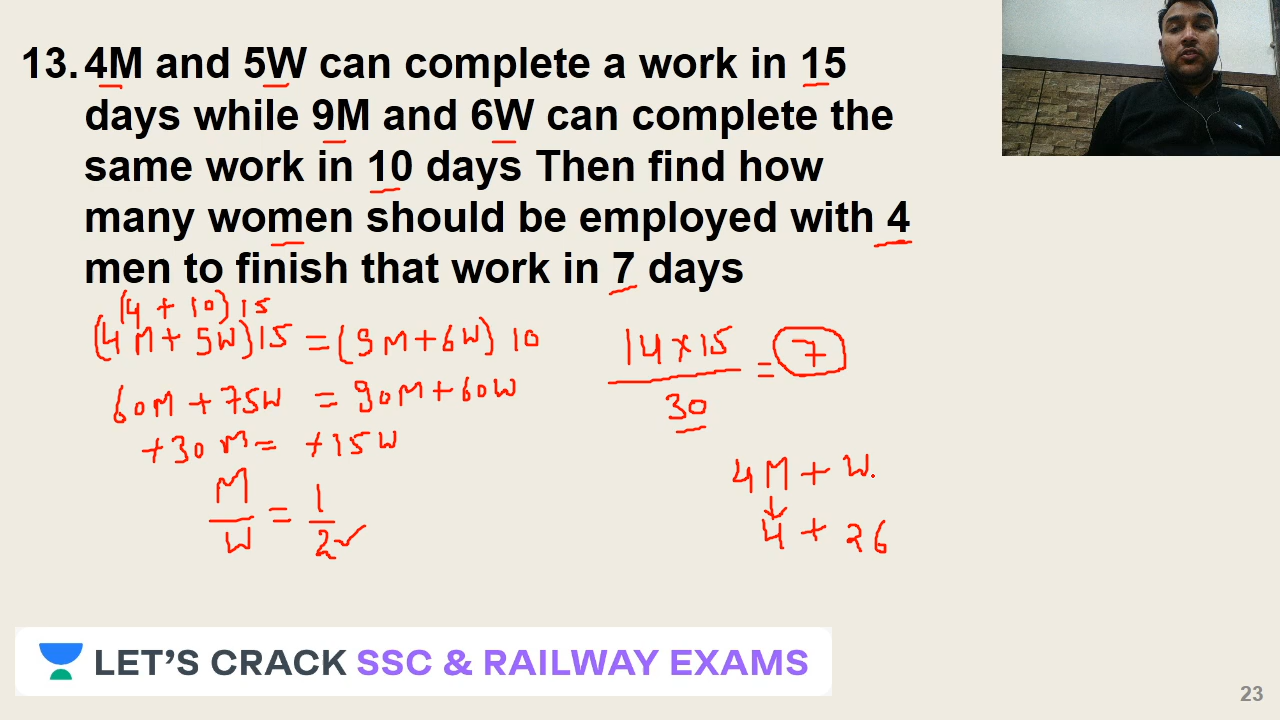 13. 4M and 5W can complete a work in 15
days while 9M and 6W can complete the
same work in 10 days Then find how
many women should be employed with 4
men to finish that work in 7 days
(4 + 10) 15
(4M + 5W) 15 = (9M + 6W) 10
60M + 75W = 90M + 60W
+30M = +15W
M/W = 1/2 ✓
14 × 15 / 30 = 7
4M + W.
↓
4 + 26
LET'S CRACK SSC & RAILWAY EXAMS
23